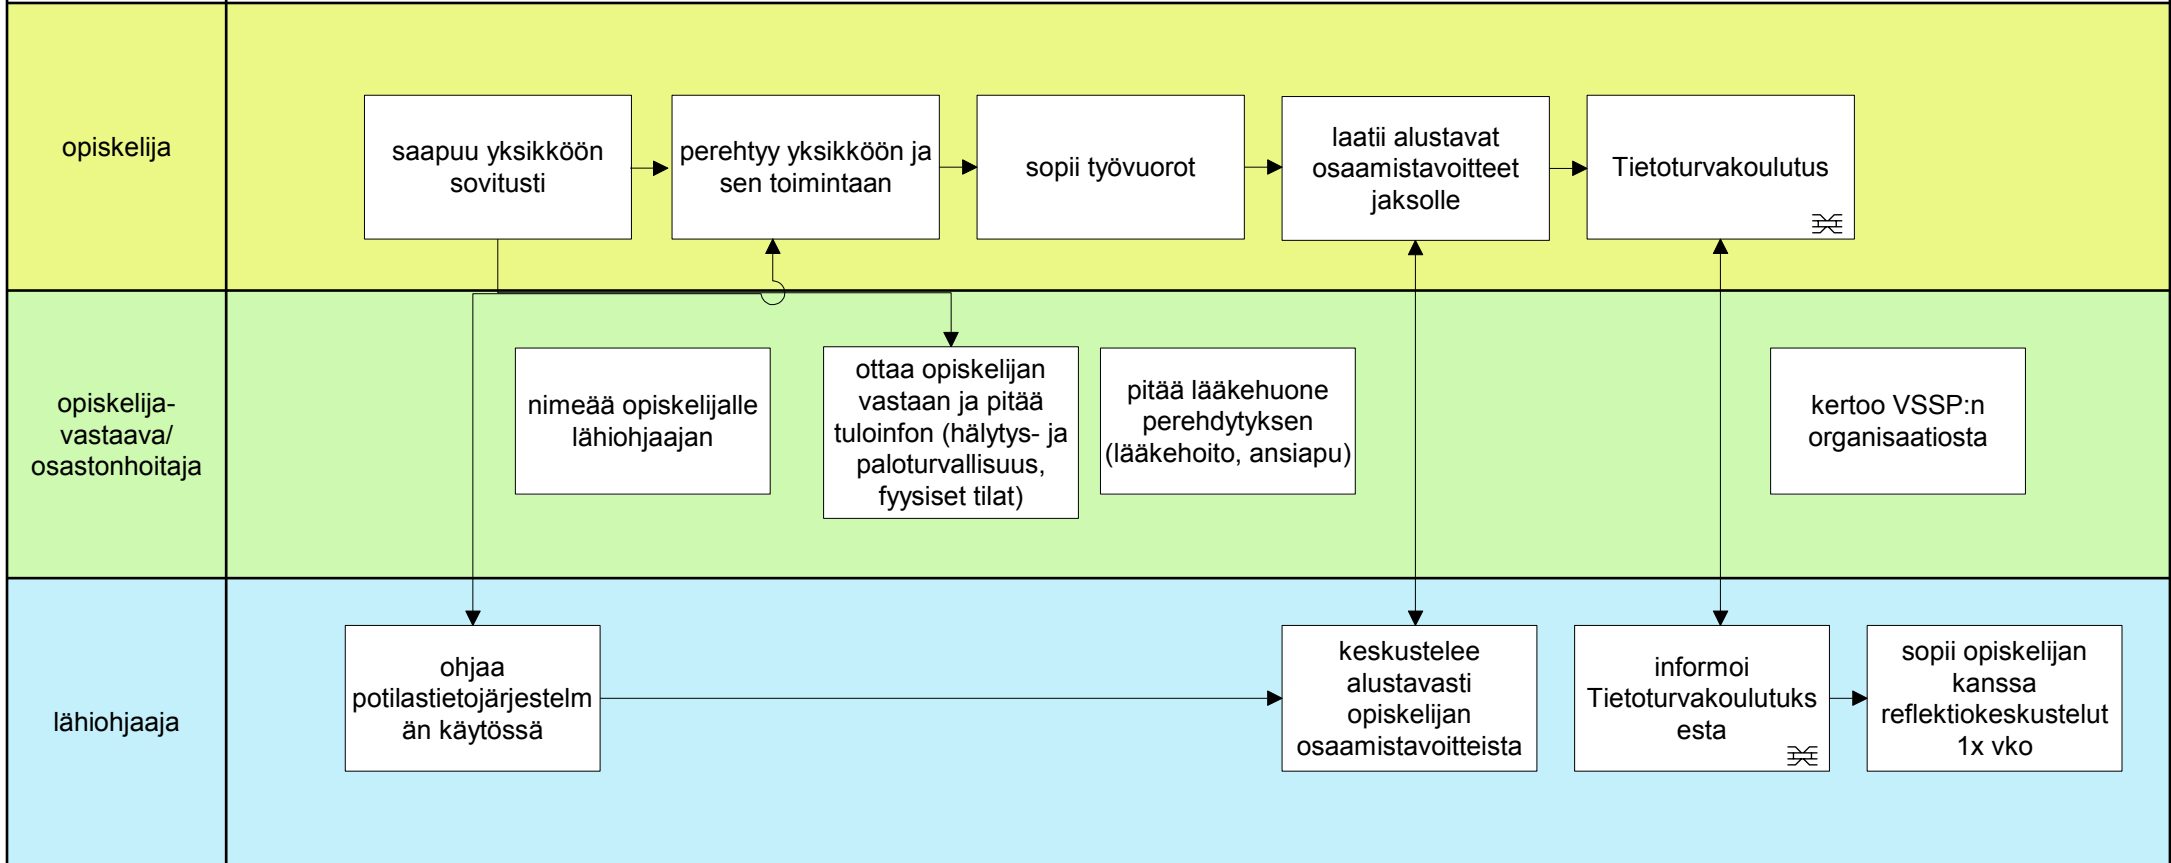 opiskelija
saapuu yksikköön
sovitusti
perehtyy yksikköön ja
sen toimintaan
sopii työvuorot
laatii alustavat
osaamistavoitteet
jaksolle
Tietoturvakoulutus
opiskelija-
vastaava/
osastonhoitaja
nimeää opiskelijalle
lähiohjaajan
ottaa opiskelijan
vastaan ja pitää
tuloinfon (hälytys- ja
paloturvallisuus,
fyysiset tilat)
pitää lääkehuone
perehdytyksen
(lääkehoito, ansiapu)
kertoo VSSP:n
organisaatiosta
lähiohjaaja
ohjaa
potilastietojärjestelm
än käytössä
keskustelee
alustavasti
opiskelijan
osaamistavoitteista
informoi
Tietoturvakoulutuks
esta
sopii opiskelijan
kanssa
reflektiokeskustelut
1x vko